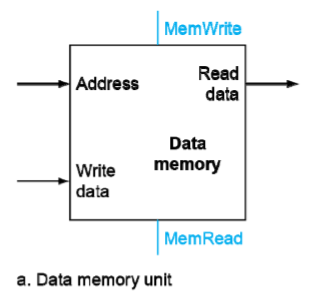 MemWrite
Address
Read
data
Data
memory
Write
data
MemRead
a. Data memory unit